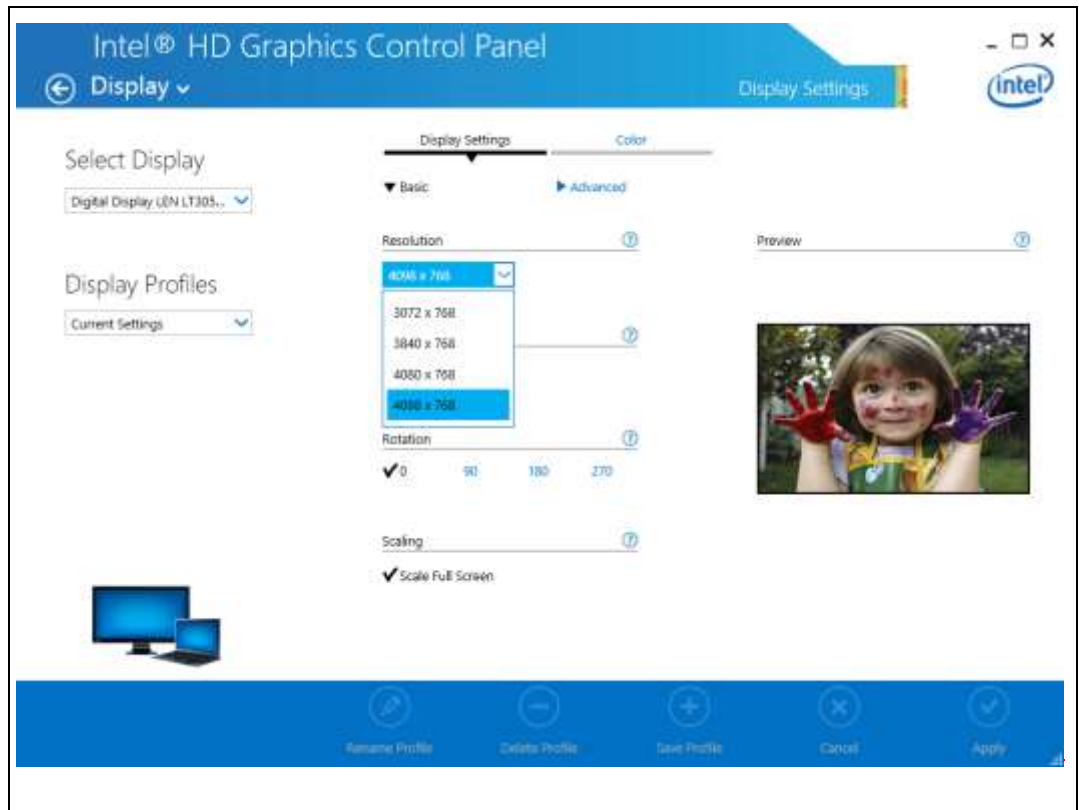 Intel® HD Graphics Control Panel
Display
Display Settings
intel
Select Display
Digital Display LEN LT305..
Display Profiles
Current Settings
Display Settings
Color
Basic
Advanced
Resolution
?
4098 x 768
3072 x 768
3840 x 768
4080 x 768
4098 x 768
?
Rotation
?
0 90 180 270
Scaling
?
Scale Full Screen
Preview
?
Rename Profile
Delete Profile
Save Profile
Cancel
Apply